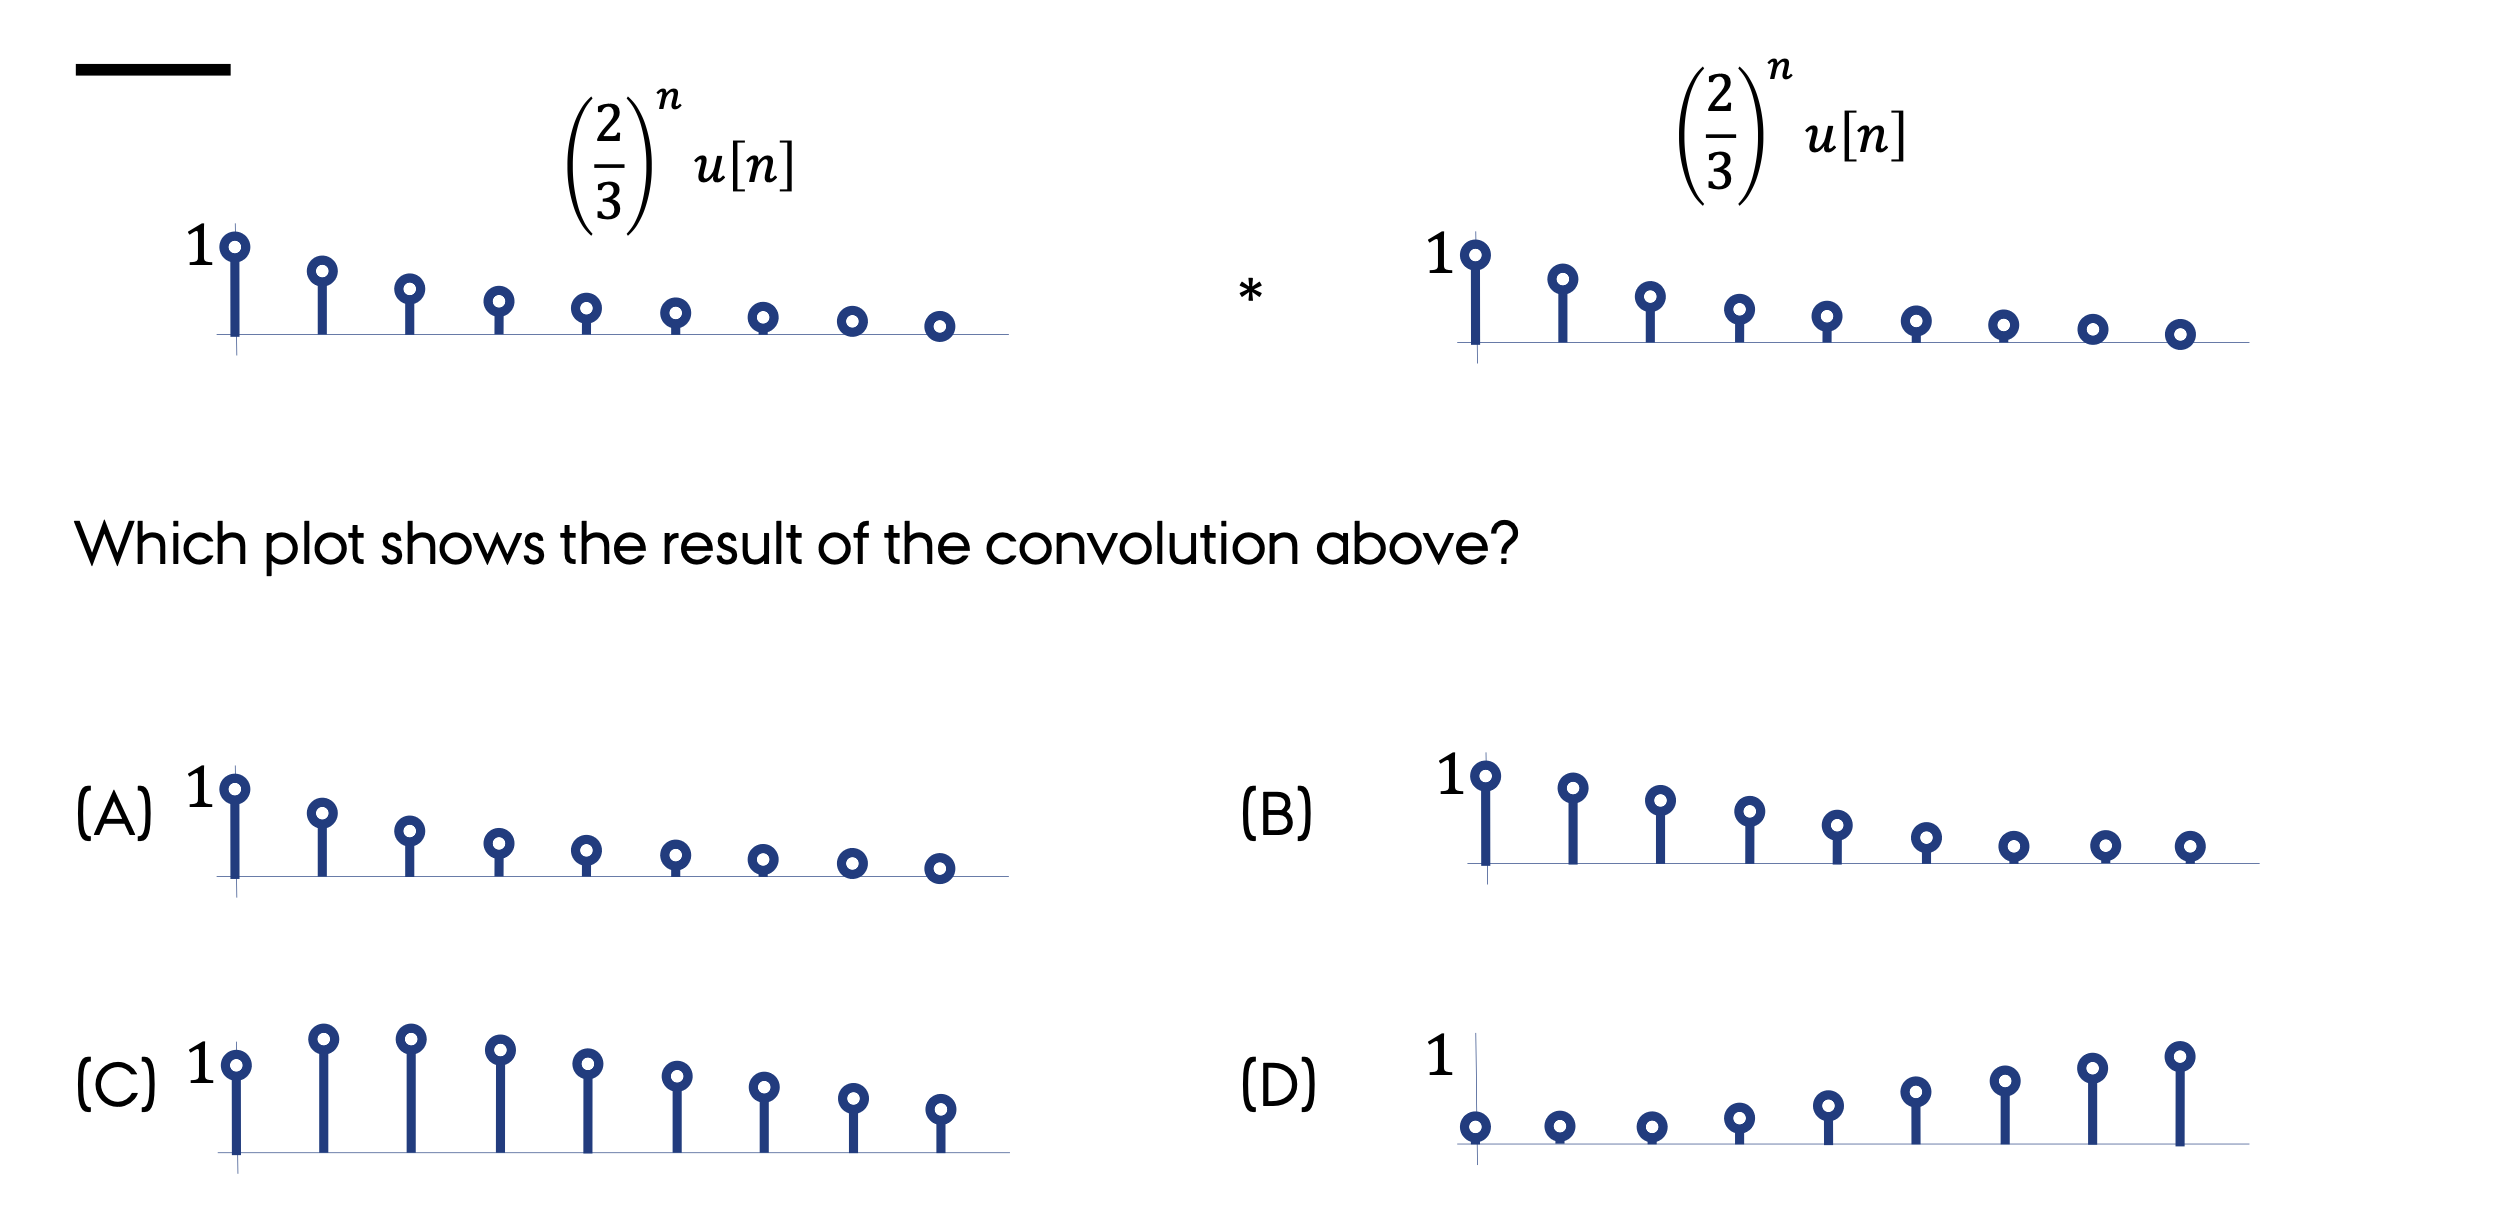 (2/3)^n u[n]
(2/3)^n u[n]
1
*
1
Which plot shows the result of the convolution above?
(A)
1
(B)
1
(C)
1
(D)
1